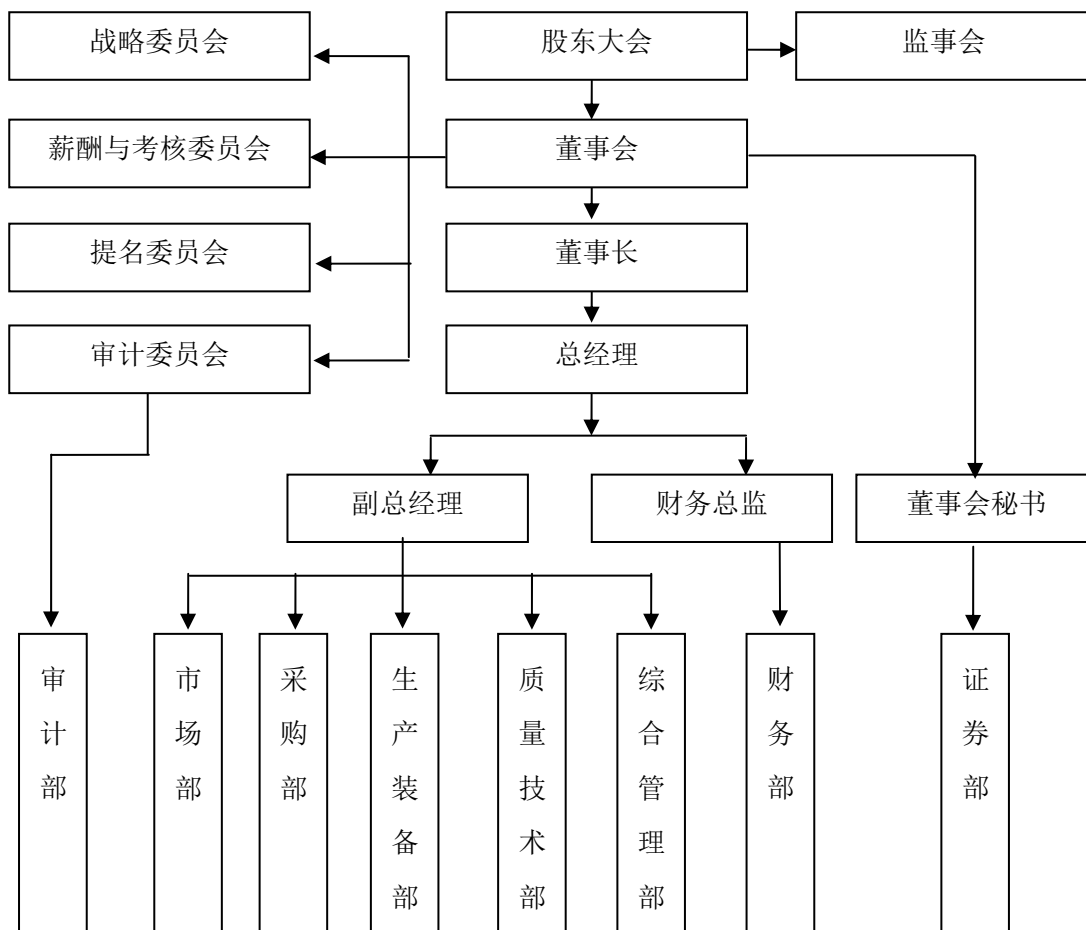 战略委员会
股东大会
监事会
薪酬与考核委员会
董事会
提名委员会
董事长
审计委员会
总经理
副总经理
财务总监
董事会秘书
审计部
市场部
采购部
生产装备部
质量技术部
综合管理部
财务部
证券部